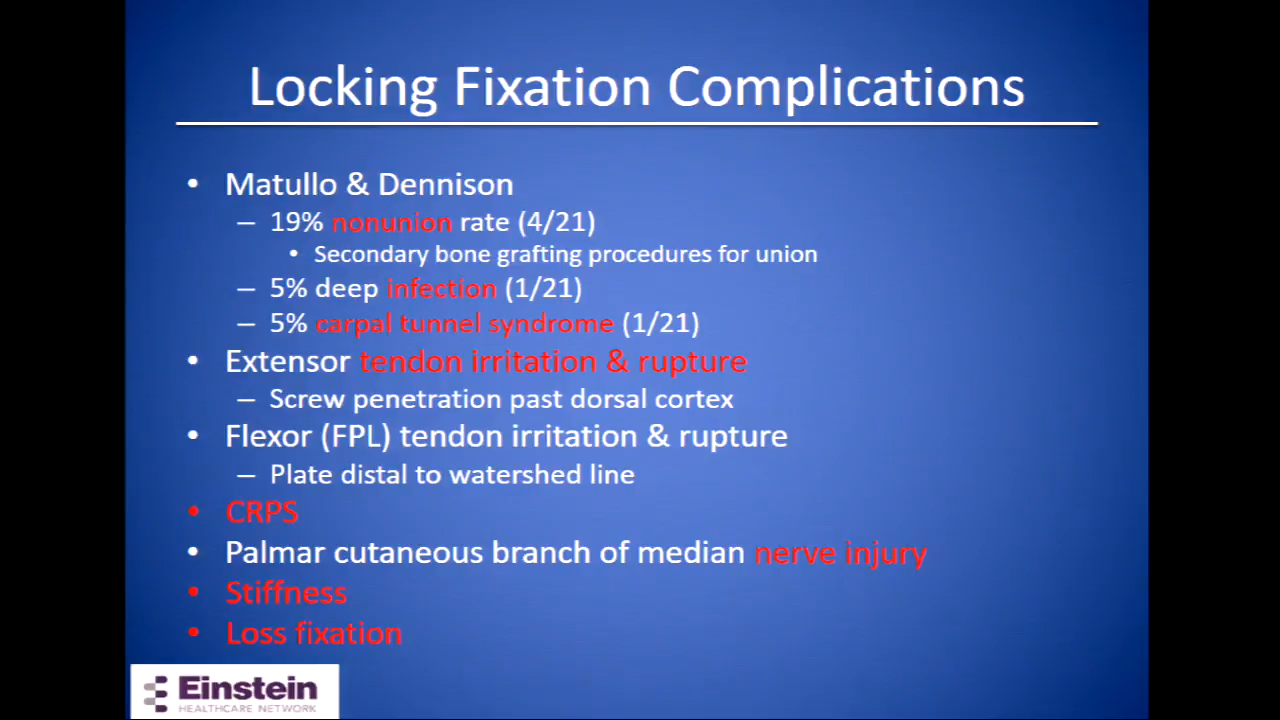 Locking Fixation Complications
• Matullo & Dennison
– 19% nonunion rate (4/21)
• Secondary bone grafting procedures for union
– 5% deep infection (1/21)
– 5% carpal tunnel syndrome (1/21)
• Extensor tendon irritation & rupture
– Screw penetration past dorsal cortex
• Flexor (FPL) tendon irritation & rupture
– Plate distal to watershed line
• CRPS
• Palmar cutaneous branch of median nerve injury
• Stiffness
• Loss fixation
Einstein
HEALTHCARE NETWORK